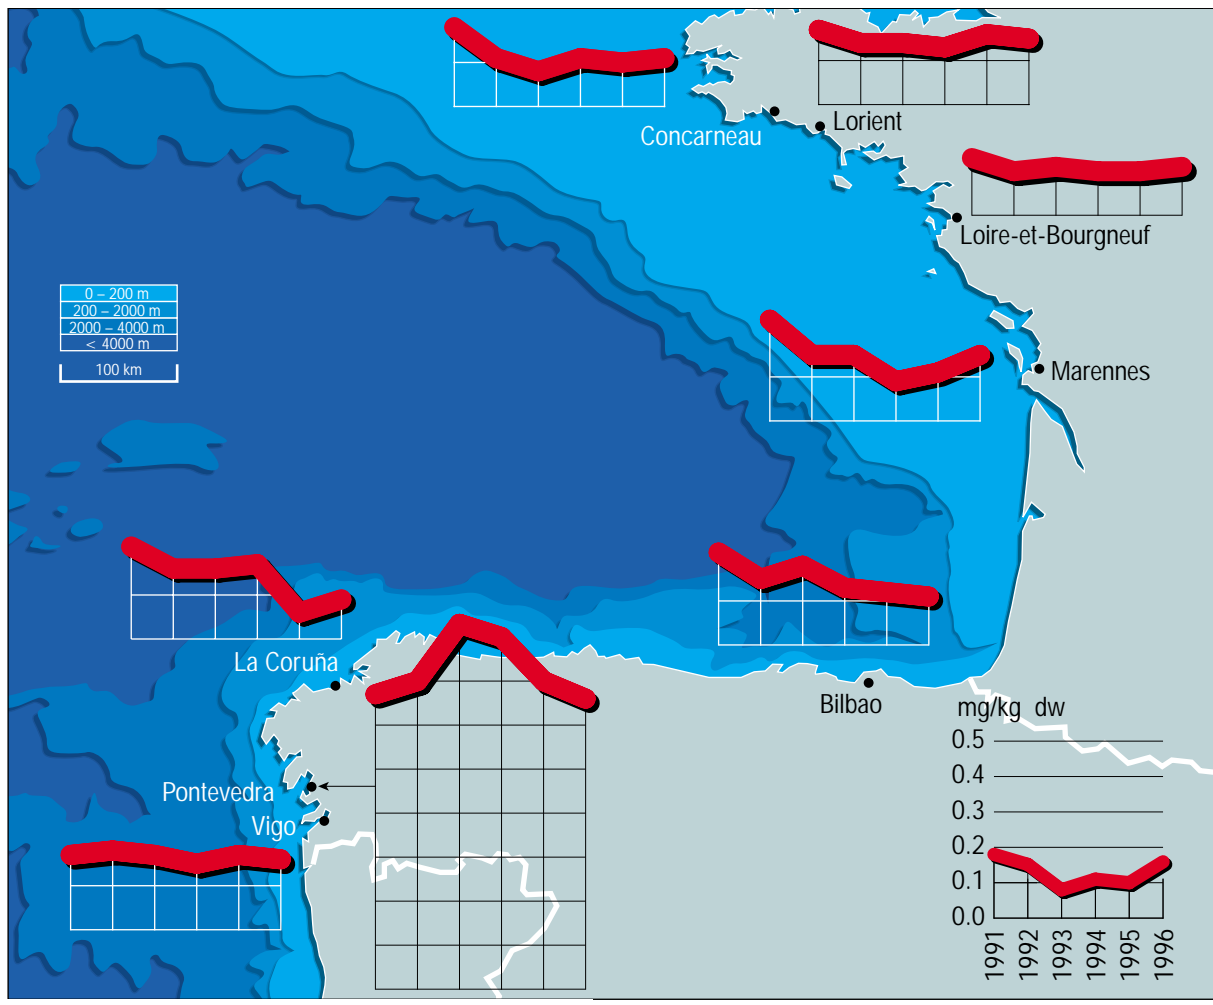 Concarneau
Lorient
Loire-et-Bourgneuf
0 – 200 m
200 – 2000 m
2000 – 4000 m
< 4000 m
100 km
Marennes
La Coruña
Bilbao
mg/kg dw
0.5
0.4
0.3
0.2
0.1
0.0
1991
1992
1993
1994
1995
1996
Pontevedra
Vigo